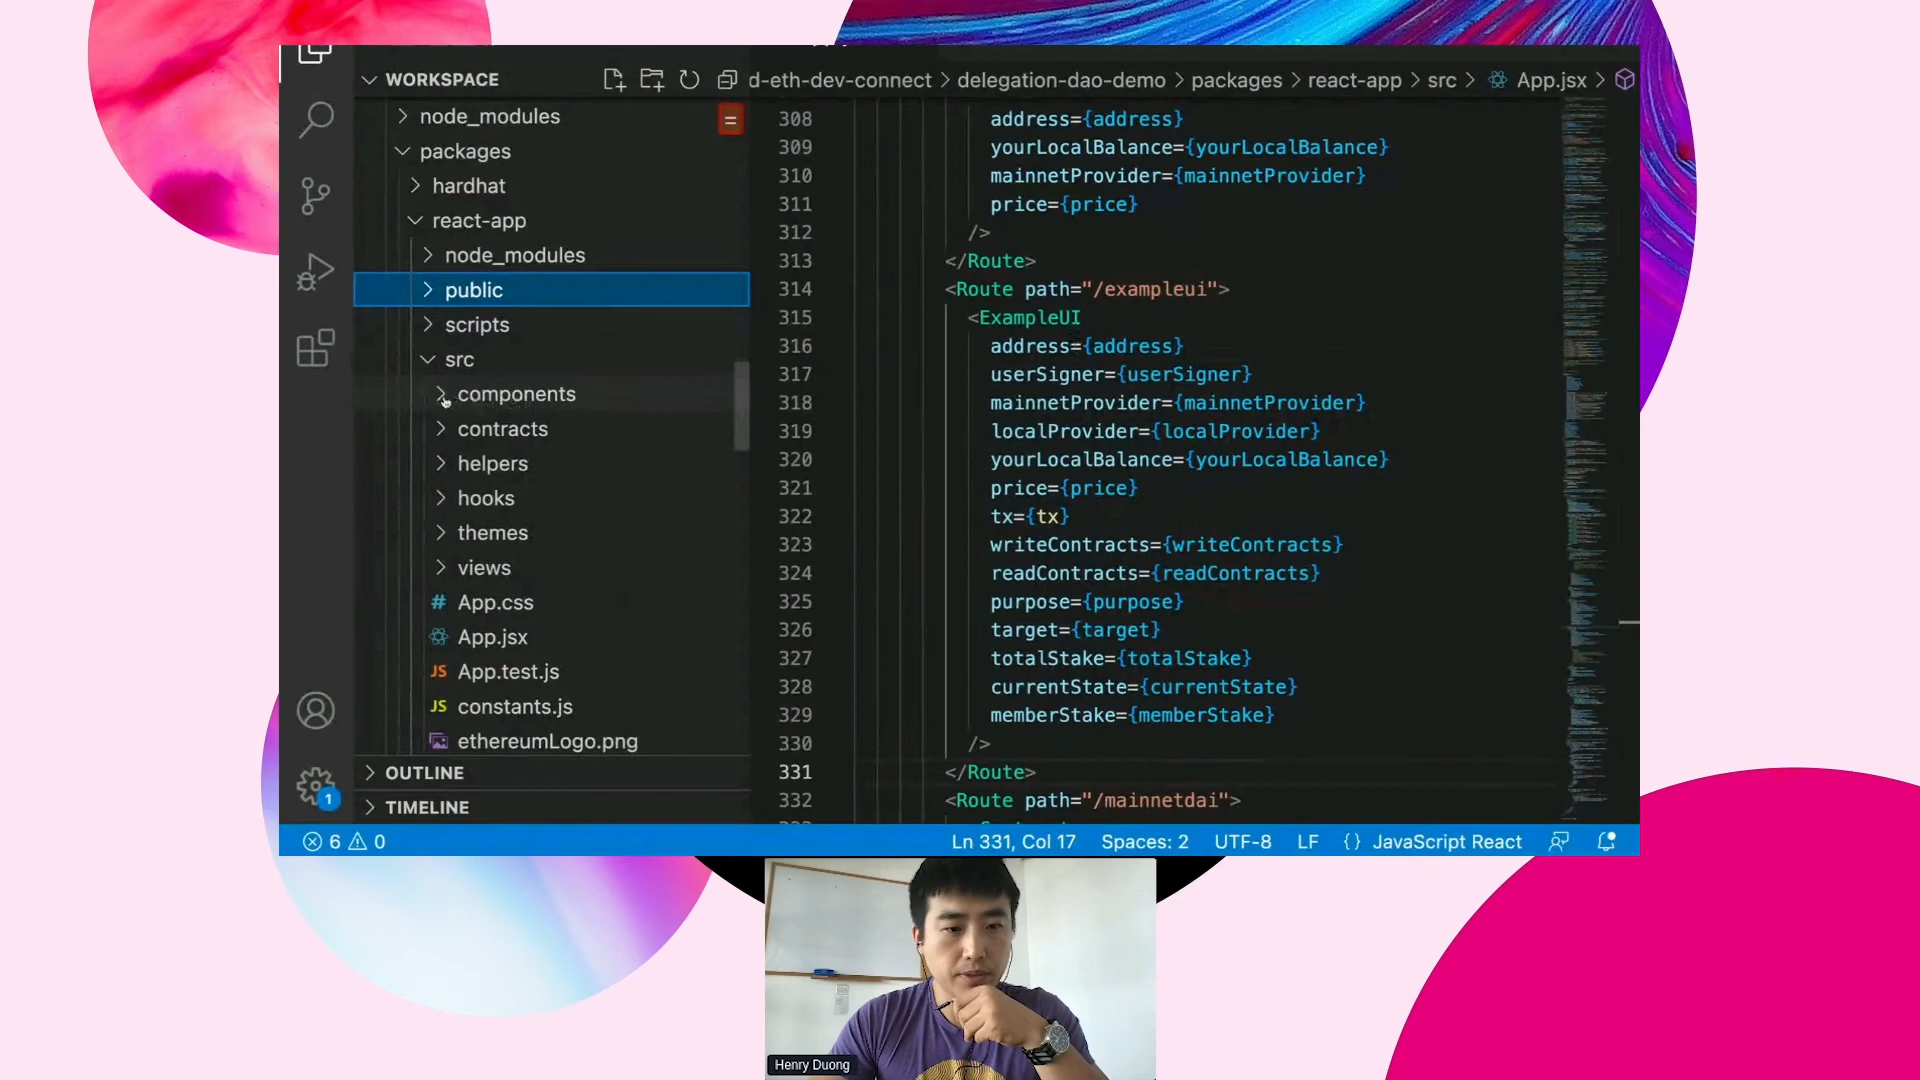 WORKSPACE
d-eth-dev-connect > delegation-dao-demo > packages > react-app > src > App.jsx >
node_modules
packages
hardhat
react-app
node_modules
public
scripts
src
components
contracts
helpers
hooks
themes
views
# App.css
App.jsx
JS App.test.js
JS constants.js
ethereumLogo.png
OUTLINE
TIMELINE
308 address={address}
309 yourLocalBalance={yourLocalBalance}
310 mainnetProvider={mainnetProvider}
311 price={price}
312 />
313 </Route>
314 <Route path="/exampleui">
315 <ExampleUI
316 address={address}
317 userSigner={userSigner}
318 mainnetProvider={mainnetProvider}
319 localProvider={localProvider}
320 yourLocalBalance={yourLocalBalance}
321 price={price}
322 tx={tx}
323 writeContracts={writeContracts}
324 readContracts={readContracts}
325 purpose={purpose}
326 target={target}
327 totalStake={totalStake}
328 currentState={currentState}
329 memberStake={memberStake}
330 />
331 </Route>
332 <Route path="/mainnetdai">
1
6 0 Ln 331, Col 17 Spaces: 2 UTF-8 LF {} JavaScript React
Henry Duong